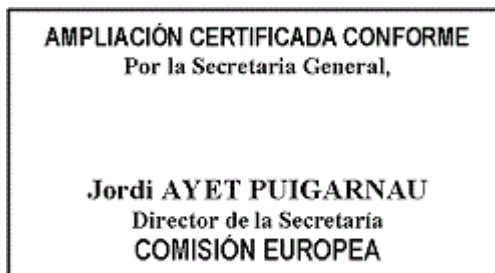 AMPLIACIÓN CERTIFICADA CONFORME
Por la Secretaria General,
Jordi AYET PUIGARNAU
Director de la Secretaría
COMISIÓN EUROPEA